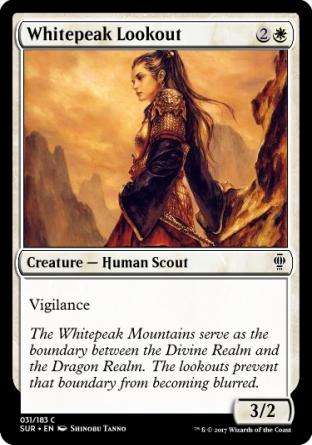 Whitepeak Lookout 2
Creature — Human Scout
Vigilance
The Whitepeak Mountains serve as the
boundary between the Divine Realm and
the Dragon Realm. The lookouts prevent
that boundary from becoming blurred.
3/2
031/183 C
SUR • EN Shinobu Tanno
™ & © 2017 Wizards of the Coast